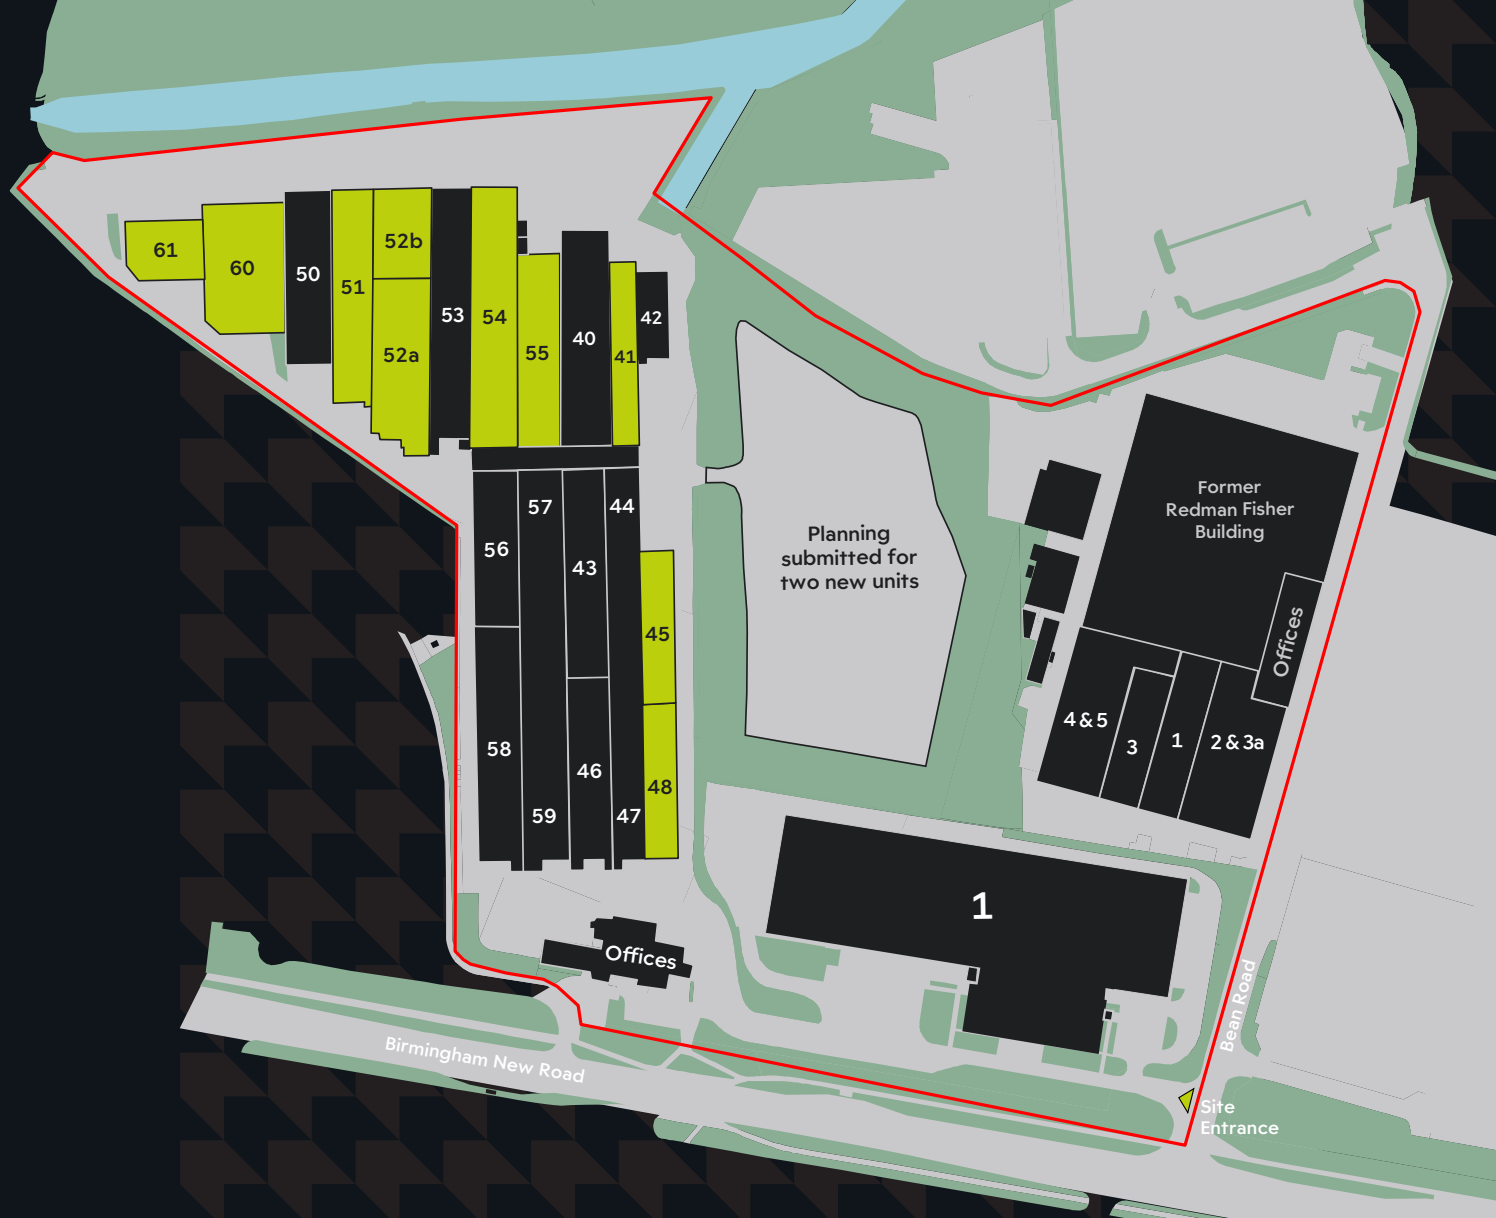 61
60
50
51
52b
52a
53
54
55
40
41
42
56
57
43
44
45
58
59
46
47
48
Planning
submitted for
two new units
Former
Redman Fisher
Building
Offices
4 & 5
3
1
2 & 3a
1
Offices
Birmingham New Road
Bean Road
Site
Entrance